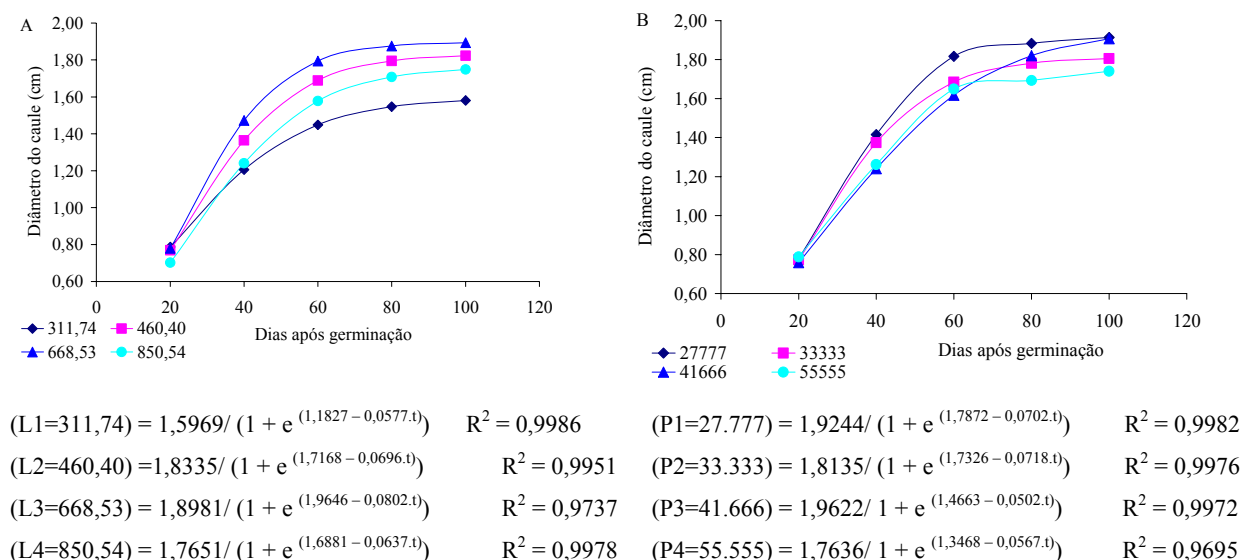 A
Diâmetro do caule (cm)
2,00
1,80
1,60
1,40
1,20
1,00
0,80
0,60
0 20 40 60 80 100 120
Dias após germinação
311,74 460,40
668,53 850,54
B
Diâmetro do caule (cm)
2,00
1,80
1,60
1,40
1,20
1,00
0,80
0,60
0 20 40 60 80 100 120
Dias após germinação
27777 33333
41666 55555
(L1=311,74) = 1,5969/ (1 + e (1,1827 – 0,0577.t)) R2 = 0,9986
(L2=460,40) =1,8335/ (1 + e (1,7168 – 0,0696.t)) R2 = 0,9951
(L3=668,53) = 1,8981/ (1 + e (1,9646 – 0,0802.t)) R2 = 0,9737
(L4=850,54) = 1,7651/ (1 + e (1,6881 – 0,0637.t)) R2 = 0,9978
(P1=27.777) = 1,9244/ (1 + e (1,7872 – 0,0702.t)) R2 = 0,9982
(P2=33.333) = 1,8135/ (1 + e (1,7326 – 0,0718.t)) R2 = 0,9976
(P3=41.666) = 1,9622/ 1 + e (1,4663 – 0,0502.t)) R2 = 0,9972
(P4=55.555) = 1,7636/ 1 + e (1,3468 – 0,0567.t)) R2 = 0,9695